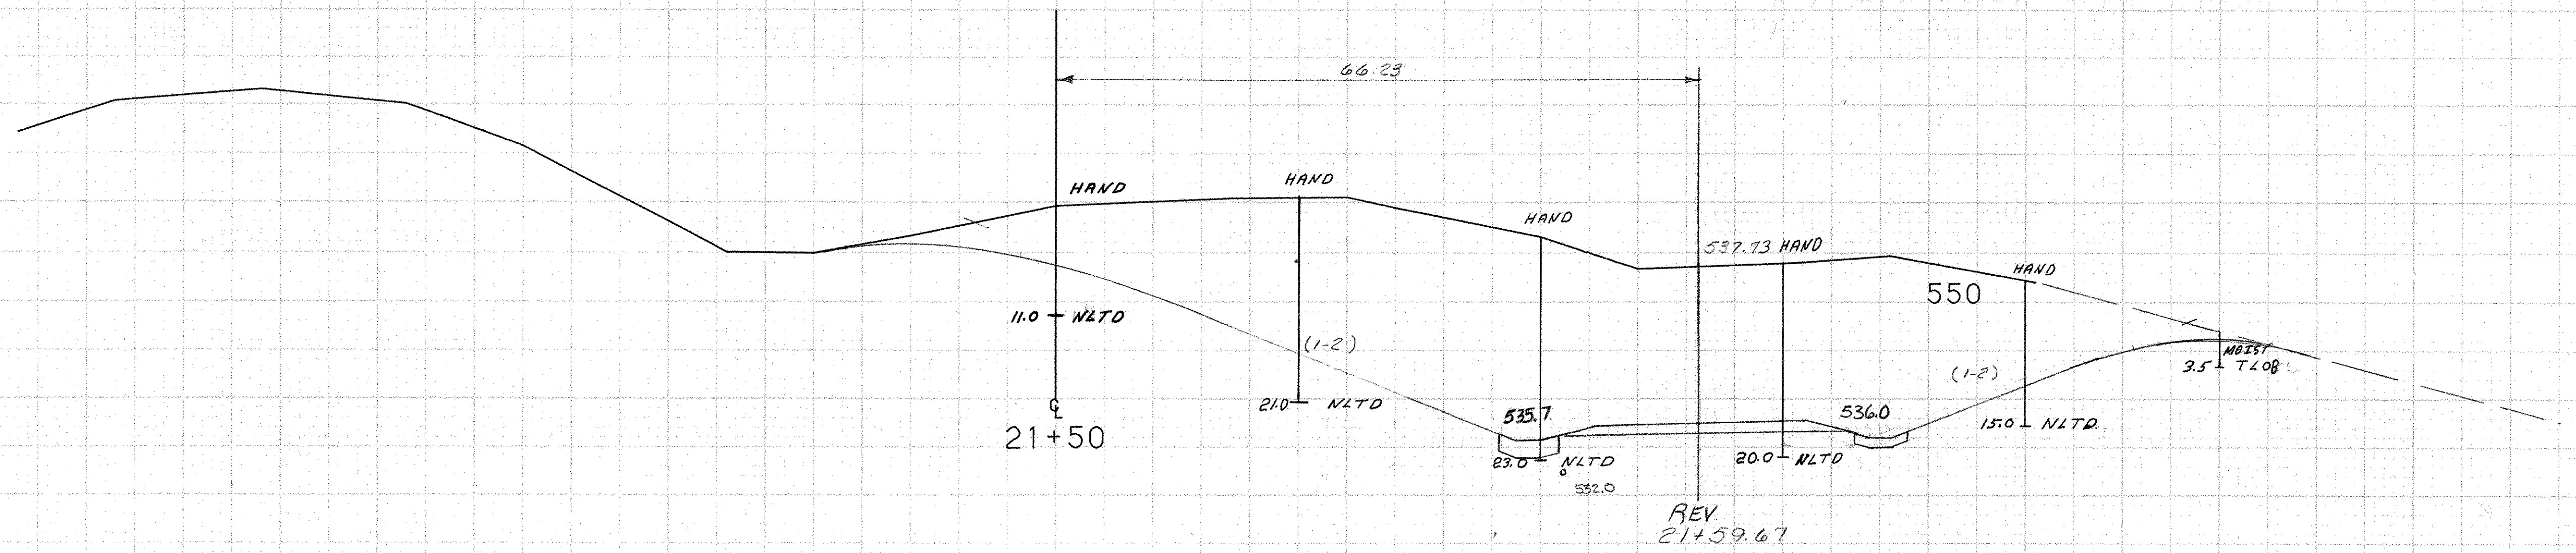 66.23
HAND
HAND
HAND
537.73 HAND
HAND
550
11.0 NLTD
(1-2)
MOIST
3.5 TLOB
(1-2)
21.0 NLTD
℄
535.7
536.0
15.0 NLTD
21+50
23.0 NLTD
20.0 NLTD
532.0
REV.
21+59.67